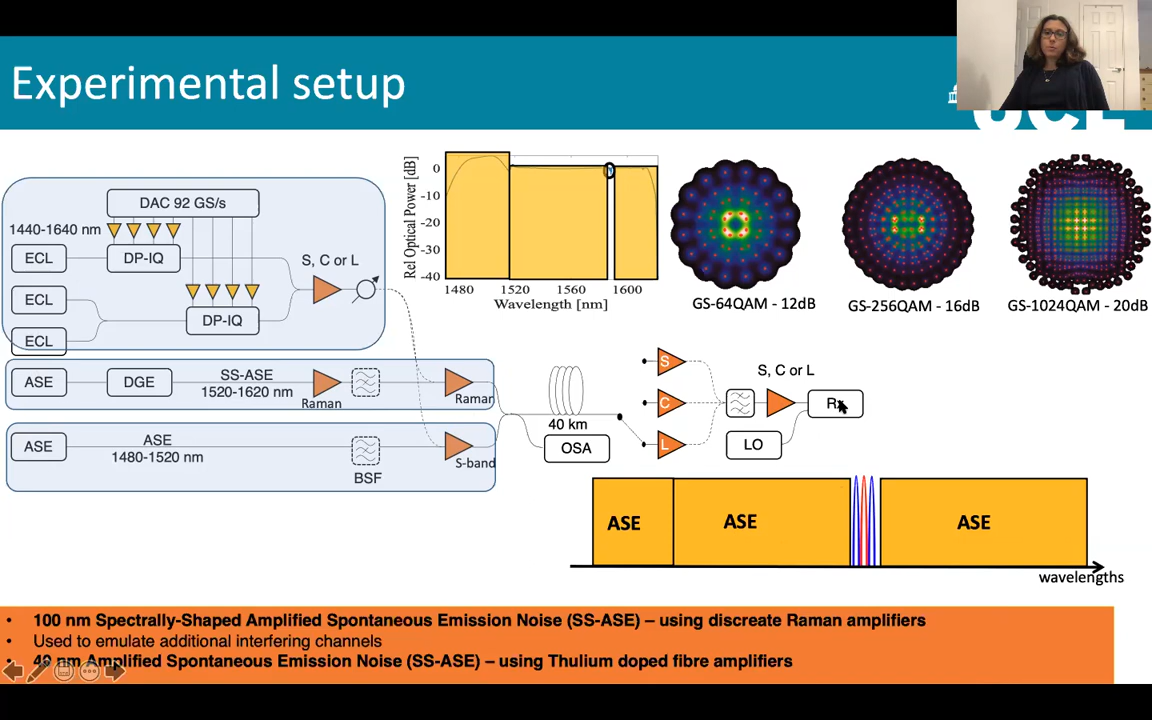 Experimental setup
UCL
DAC 92 GS/s
1440-1640 nm
ECL
DP-IQ
S, C or L
ECL
DP-IQ
ECL
ASE
DGE
SS-ASE
1520-1620 nm
Raman
Raman
ASE
ASE
1480-1520 nm
BSF
S-band
Rel Optical Power [dB]
0
-10
-20
-30
-40
1480
1520
1560
1600
Wavelength [nm]
GS-64QAM - 12dB
GS-256QAM - 16dB
GS-1024QAM - 20dB
40 km
OSA
S
C
L
S, C or L
Rx
LO
ASE
ASE
ASE
wavelengths
• 100 nm Spectrally-Shaped Amplified Spontaneous Emission Noise (SS-ASE) – using discreate Raman amplifiers
• Used to emulate additional interfering channels
• 40 nm Amplified Spontaneous Emission Noise (SS-ASE) – using Thulium doped fibre amplifiers